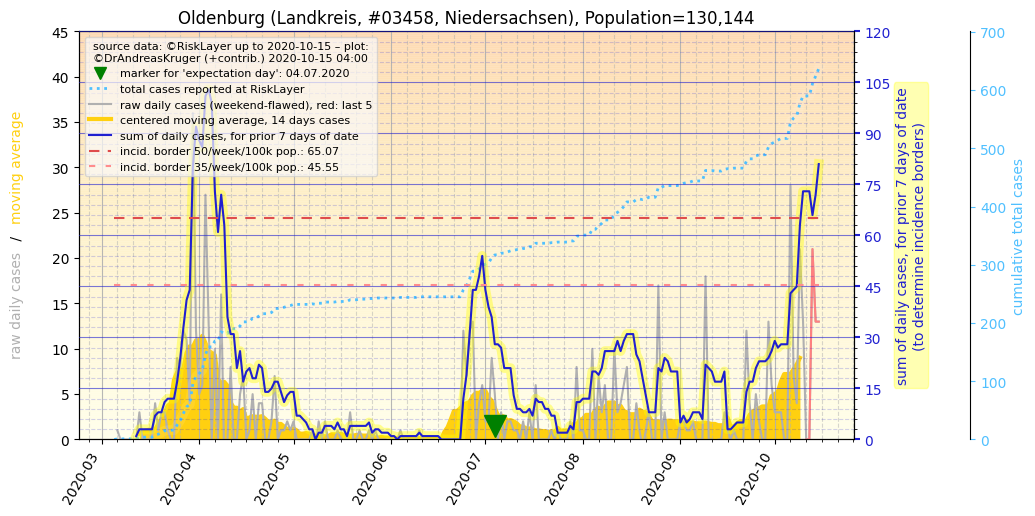 Oldenburg (Landkreis, #03458, Niedersachsen), Population=130,144
source data: ©RiskLayer up to 2020-10-15 – plot:
©DrAndreasKruger (+contrib.) 2020-10-15 04:00
marker for 'expectation day': 04.07.2020
total cases reported at RiskLayer
raw daily cases (weekend-flawed), red: last 5
centered moving average, 14 days cases
sum of daily cases, for prior 7 days of date
incid. border 50/week/100k pop.: 65.07
incid. border 35/week/100k pop.: 45.55
raw daily cases / moving average
45
40
35
30
25
20
15
10
5
0
2020-03
2020-04
2020-05
2020-06
2020-07
2020-08
2020-09
2020-10
120
105
90
75
60
45
30
15
0
sum of daily cases, for prior 7 days of date
(to determine incidence borders)
700
600
500
400
300
200
100
0
cumulative total cases